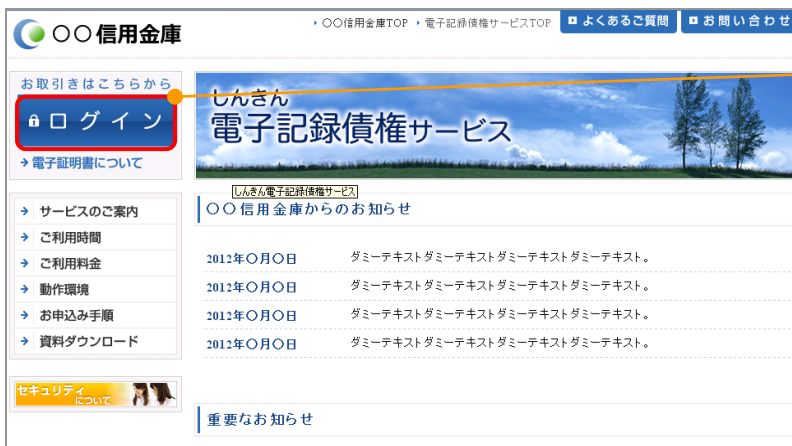 〇〇信用金庫
〇〇信用金庫TOP
電子記録債権サービスTOP
よくあるご質問
お問い合わせ
お取引きはこちらから
ログイン
電子証明書について
しんきん
電子記録債権サービス
しんきん電子記録債権サービス
サービスのご案内
ご利用時間
ご利用料金
動作環境
お申込み手順
資料ダウンロード
セキュリティ
について
〇〇信用金庫からのお知らせ
2012年〇月〇日 ダミーテキストダミーテキストダミーテキストダミーテキスト。
2012年〇月〇日 ダミーテキストダミーテキストダミーテキストダミーテキスト。
2012年〇月〇日 ダミーテキストダミーテキストダミーテキストダミーテキスト。
2012年〇月〇日 ダミーテキストダミーテキストダミーテキストダミーテキスト。
重要なお知らせ